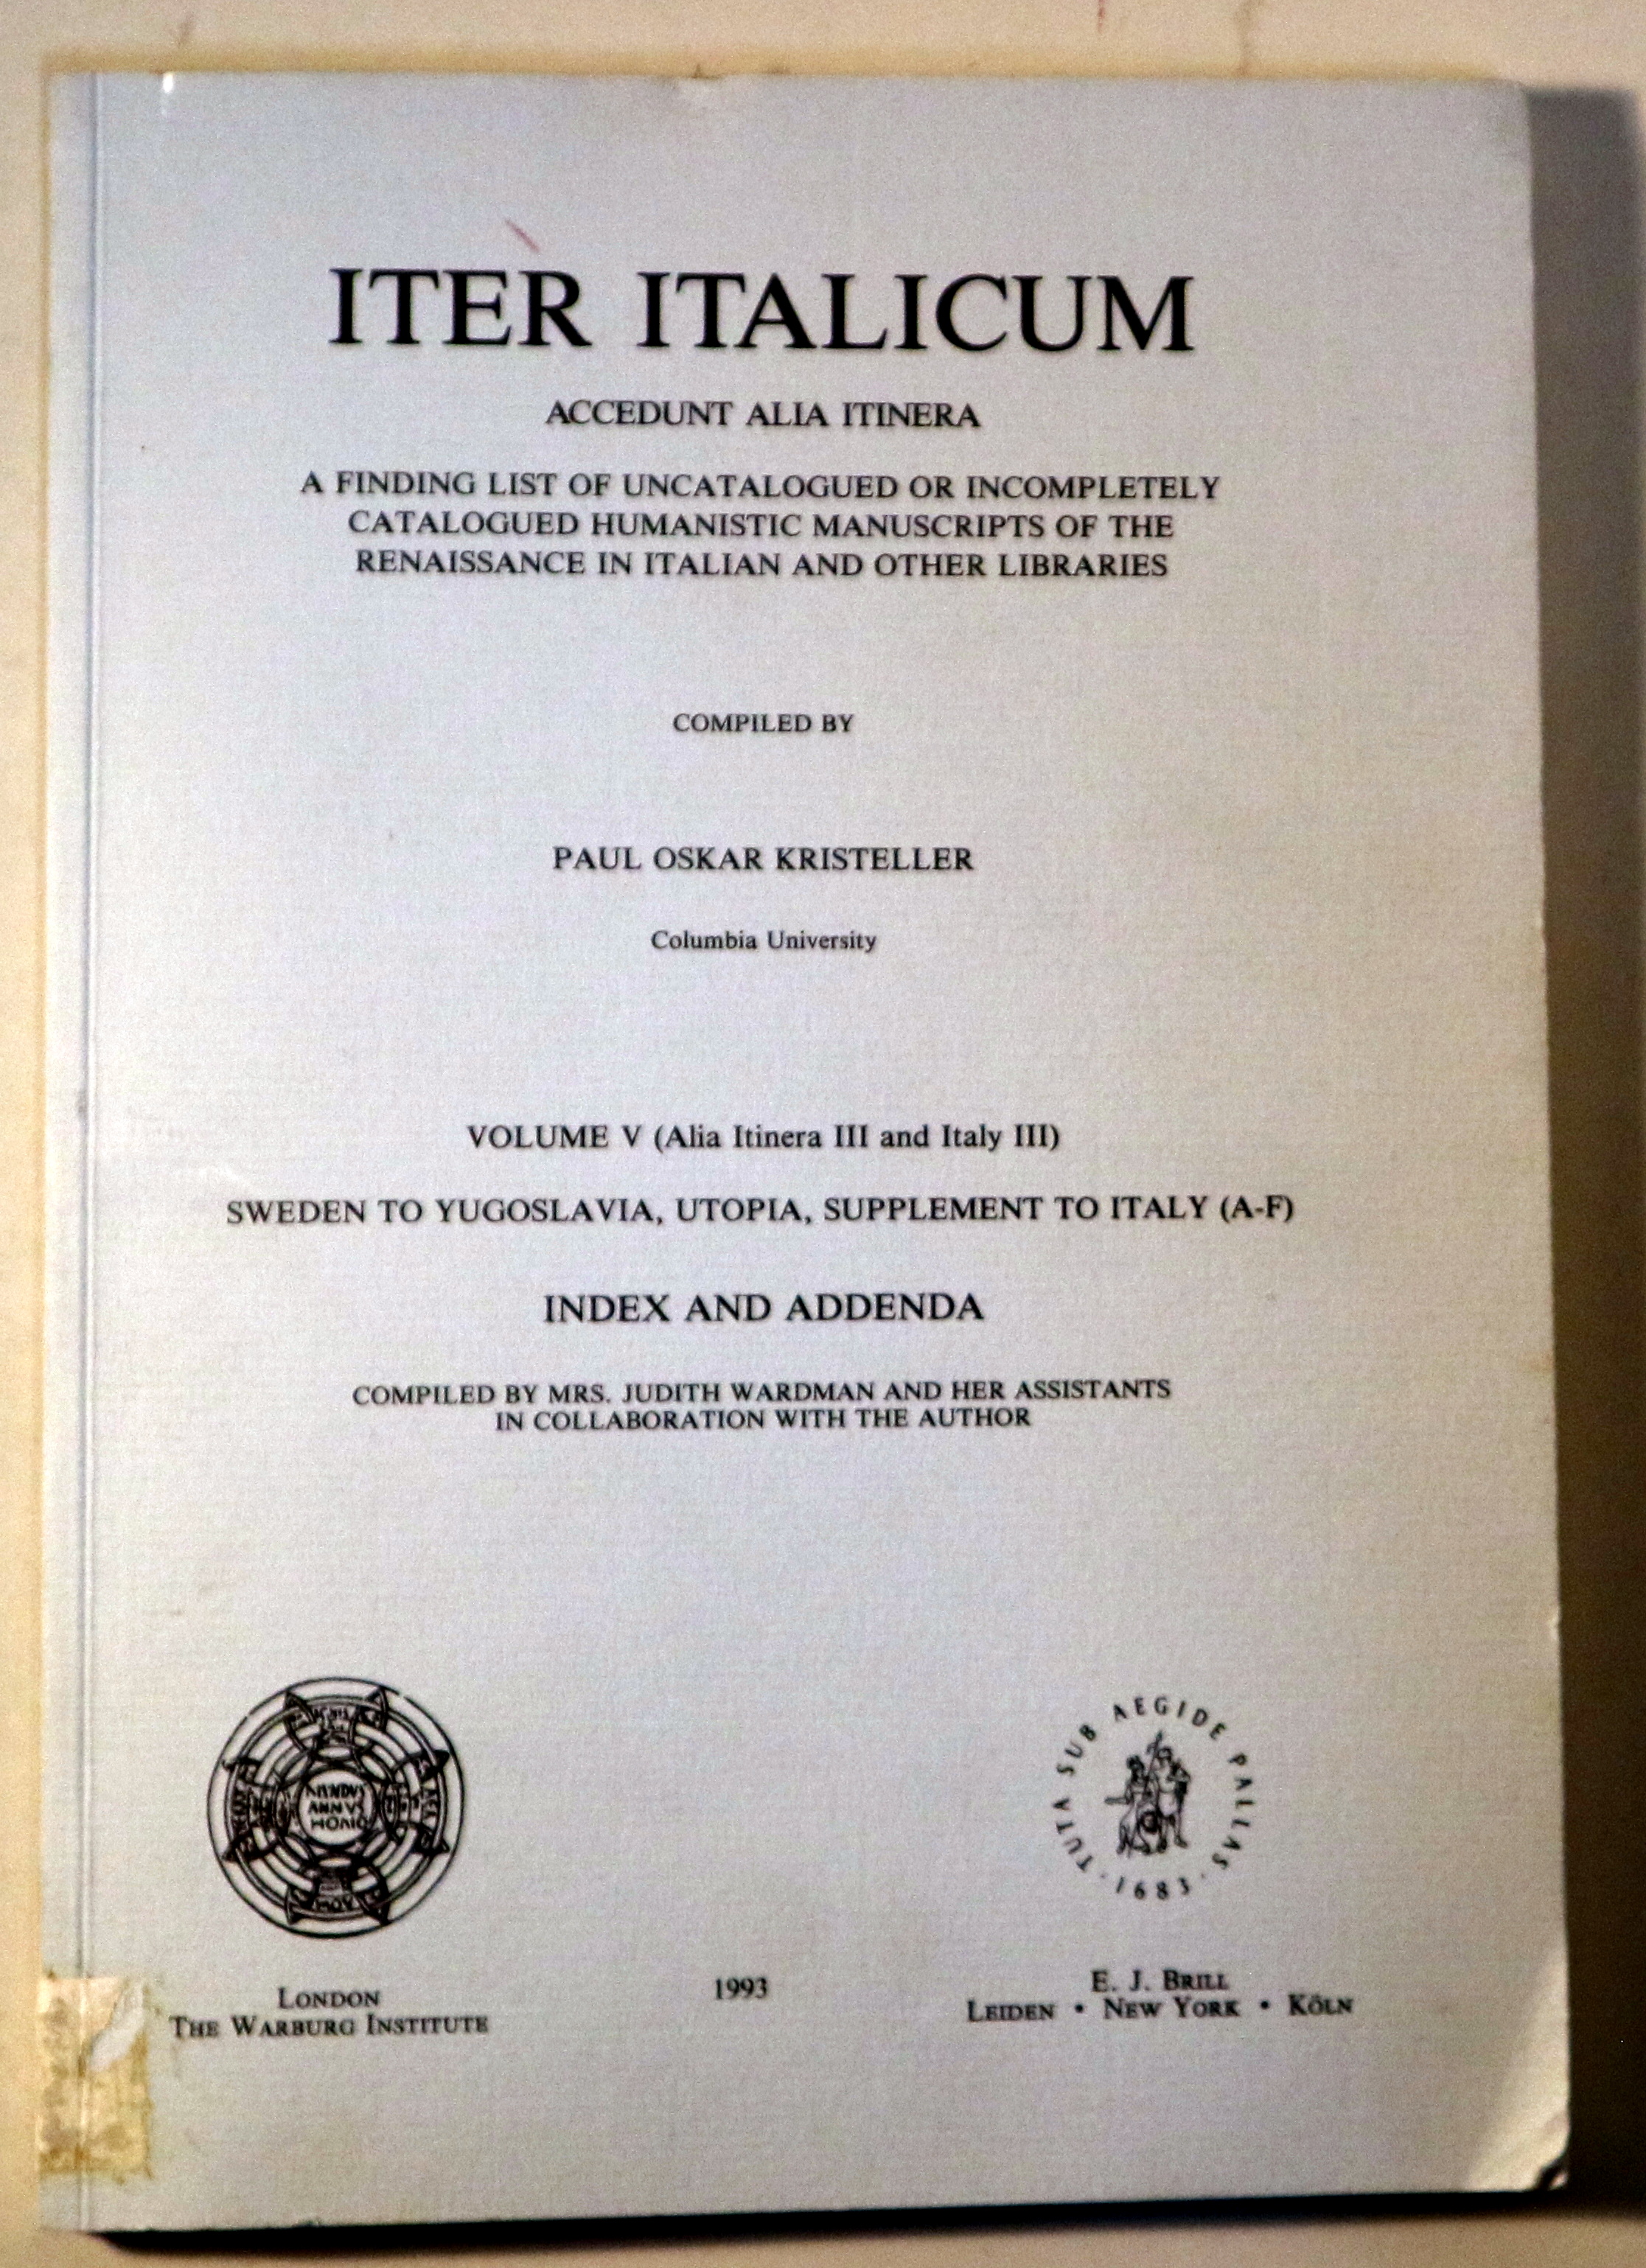 ITER ITALICUM
ACCEDUNT ALIA ITINERA
A FINDING LIST OF UNCATALOGUED OR INCOMPLETELY
CATALOGUED HUMANISTIC MANUSCRIPTS OF THE
RENAISSANCE IN ITALIAN AND OTHER LIBRARIES
COMPILED BY
PAUL OSKAR KRISTELLER
Columbia University
VOLUME V (Alia Itinera III and Italy III)
SWEDEN TO YUGOSLAVIA, UTOPIA, SUPPLEMENT TO ITALY (A-F)
INDEX AND ADDENDA
COMPILED BY MRS. JUDITH WARDMAN AND HER ASSISTANTS
IN COLLABORATION WITH THE AUTHOR
MVNDVS
ANNVS
HOMO
TUTA SUB AEGIDE PALLAS
1683
LONDON
THE WARBURG INSTITUTE
1993
E. J. BRILL
LEIDEN • NEW YORK • KÖLN